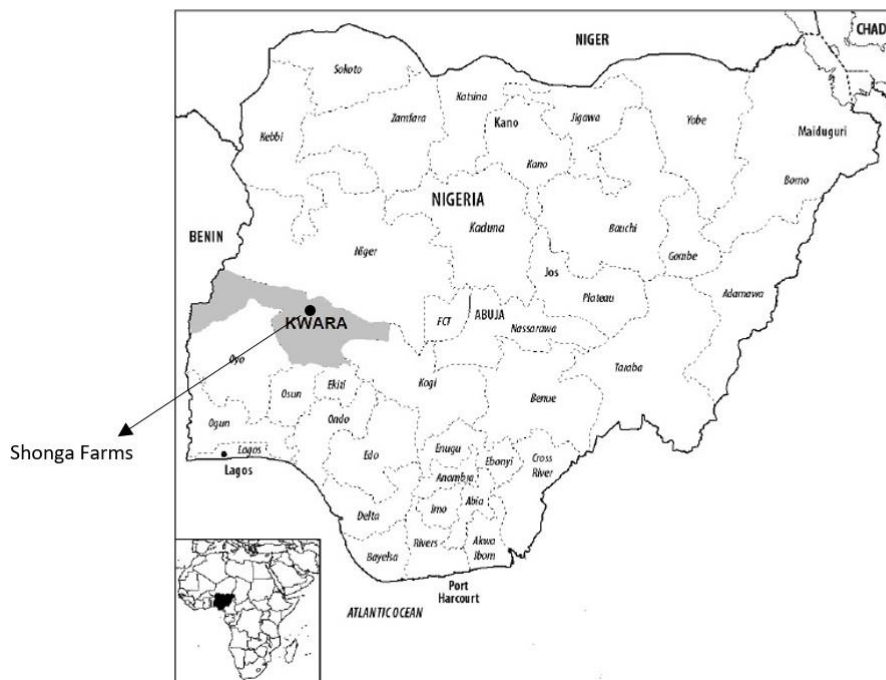 NIGER
CHAD
Sokoto
Katsina
Kano
Jigawa
Yobe
Zamfara
Kebbi
Maiduguri
Kano
Borno
NIGERIA
Kaduna
BENIN
Bauchi
Niger
Gombe
Jos
Adamawa
Plateau
KWARA
FCT
ABUJA
Nassarawa
Oyo
Taraba
Kogi
Benue
Ekiti
Osun
Ondo
Ogun
Edo
Enugu
Ebonyi
Cross
River
Shonga Farms
Lagos
Lagos
Anambra
Abia
Imo
Delta
Rivers
Akwa
Ibom
Bayelsa
Port
Harcourt
ATLANTIC OCEAN